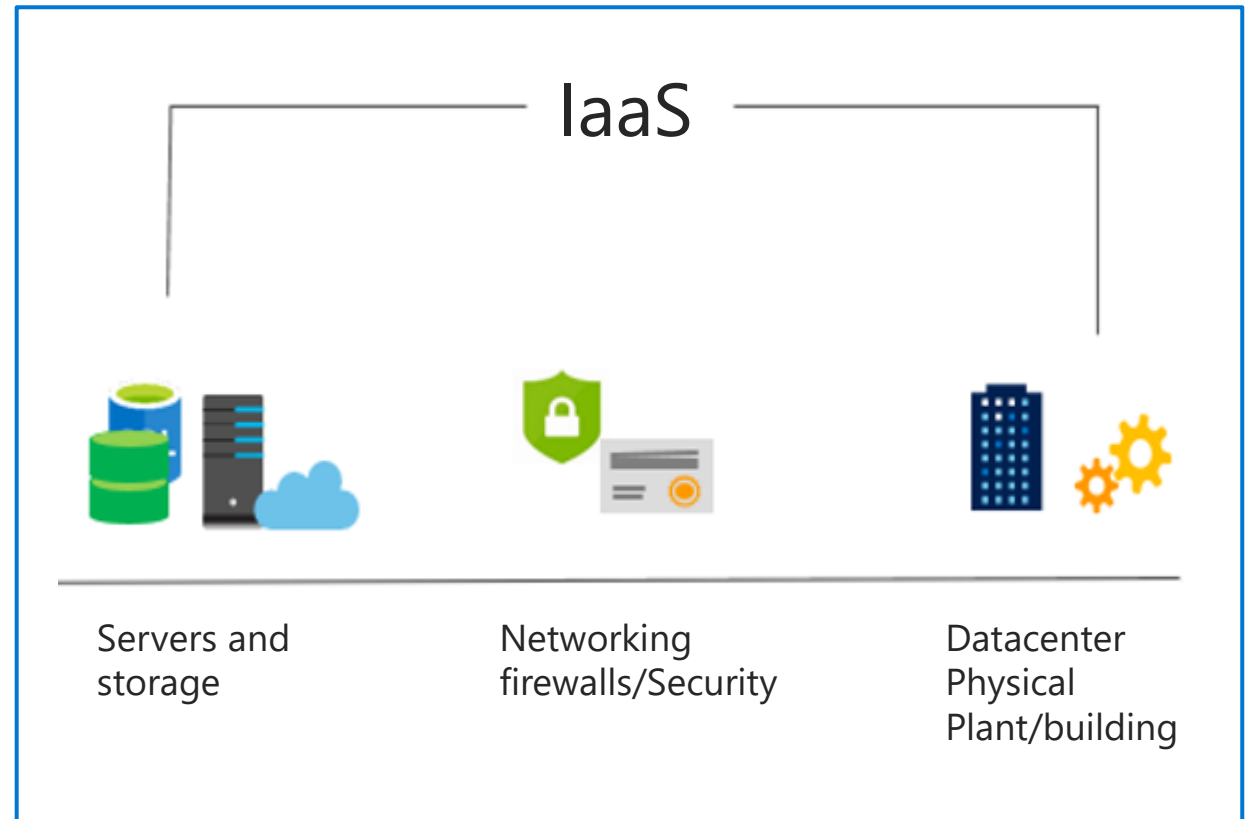 IaaS
Servers and
storage
Networking
firewalls/Security
Datacenter
Physical
Plant/building